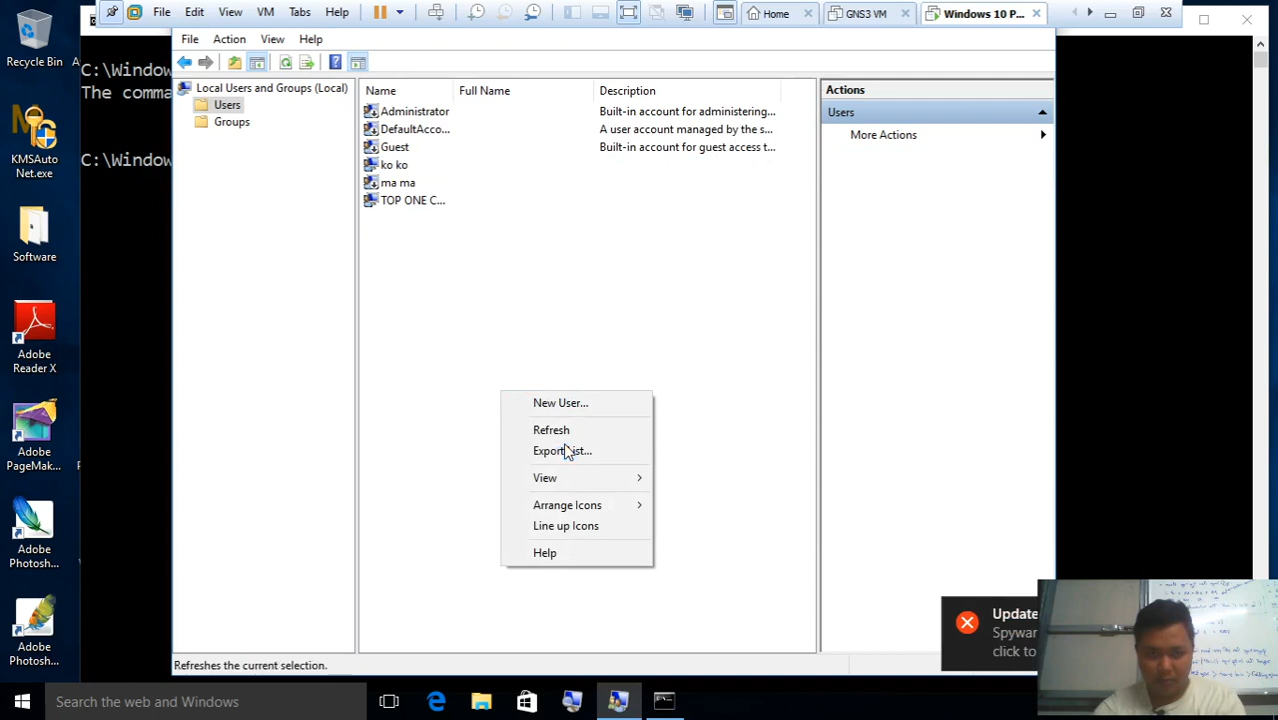 File Edit View VM Tabs Help
Home
GNS3 VM
Windows 10 P...
Recycle Bin
C:\Window
The comma
C:\Window
File Action View Help
Local Users and Groups (Local)
Users
Groups
Name Full Name Description
Administrator Built-in account for administering...
DefaultAcco... A user account managed by the s...
Guest Built-in account for guest access t...
ko ko
ma ma
TOP ONE C...
Actions
Users
More Actions
KMSAuto
Net.exe
Software
Adobe
Reader X
Adobe
PageMak...
Adobe
Photosh...
Adobe
Photosh...
New User...
Refresh
View
Arrange Icons
Line up Icons
Help
Update
Spywar
click to
Refreshes the current selection.
Search the web and Windows